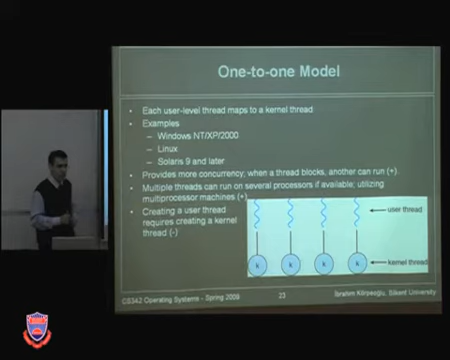 One-to-one Model
• Each user-level thread maps to a kernel thread
• Examples
– Windows NT/XP/2000
– Linux
– Solaris 9 and later
• Provides more concurrency; when a thread blocks, another can run (+).
• Multiple threads can run on several processors if available; utilizing
multiprocessor machines (+)
• Creating a user thread
requires creating a kernel
thread (-)
user thread
k k k k
kernel thread
CS342 Operating Systems - Spring 2009
23
İbrahim Körpeoğlu, Bilkent University